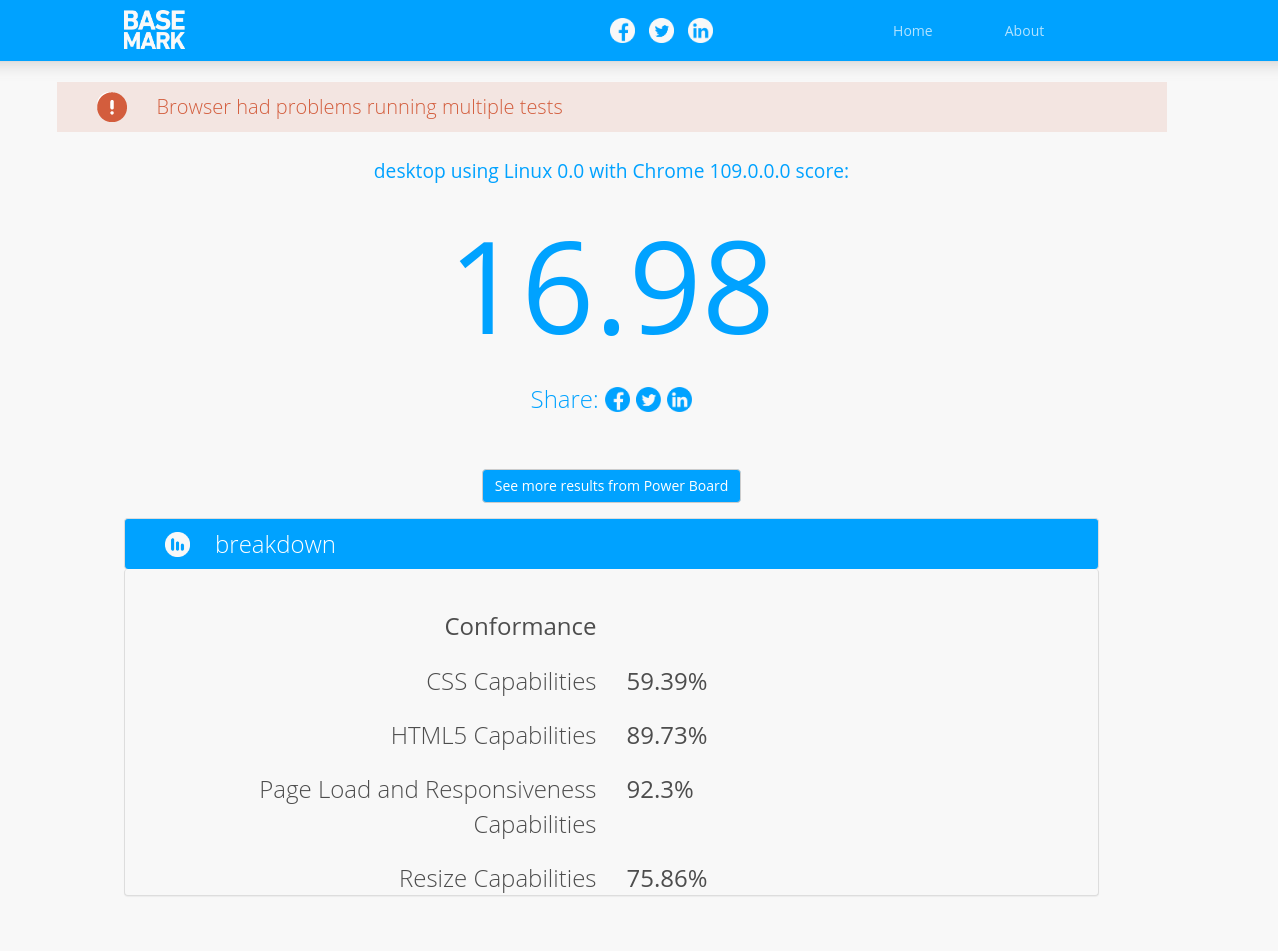 BASE
MARK
Home
About
Browser had problems running multiple tests
desktop using Linux 0.0 with Chrome 109.0.0.0 score:
16.98
Share:
See more results from Power Board
breakdown
Conformance
CSS Capabilities 59.39%
HTML5 Capabilities 89.73%
Page Load and Responsiveness 92.3%
Capabilities
Resize Capabilities 75.86%